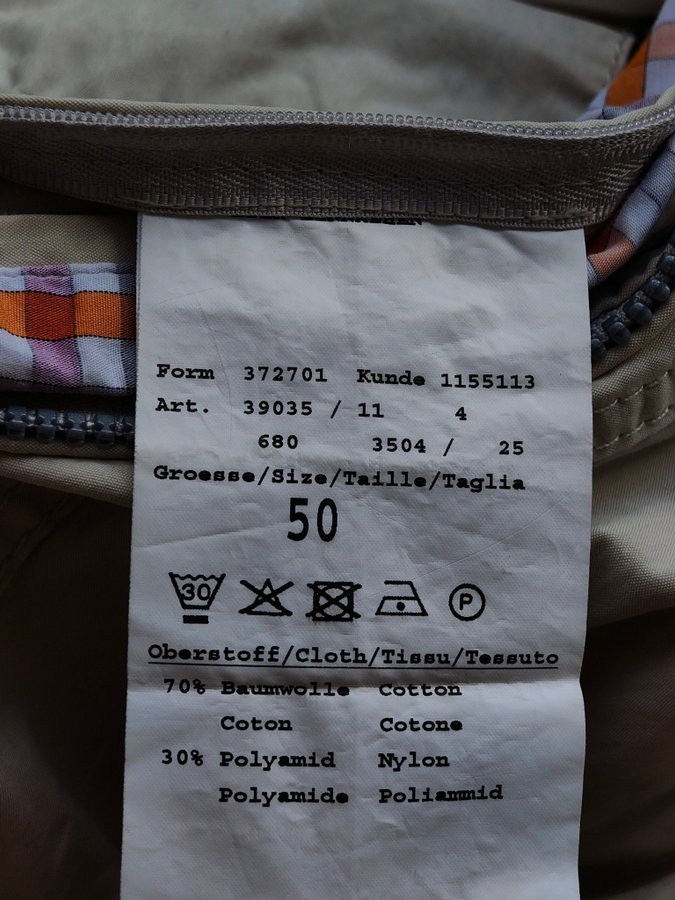 Form 372701 Kunde 1155113
Art. 39035 / 11 4
680 3504 / 25
Groesse/Size/Taille/Taglia
50
30 P
Oberstoff/Cloth/Tissu/Tessuto
70% Baumwolle Cotton
Coton Cotone
30% Polyamid Nylon
Polyamide Poliammid